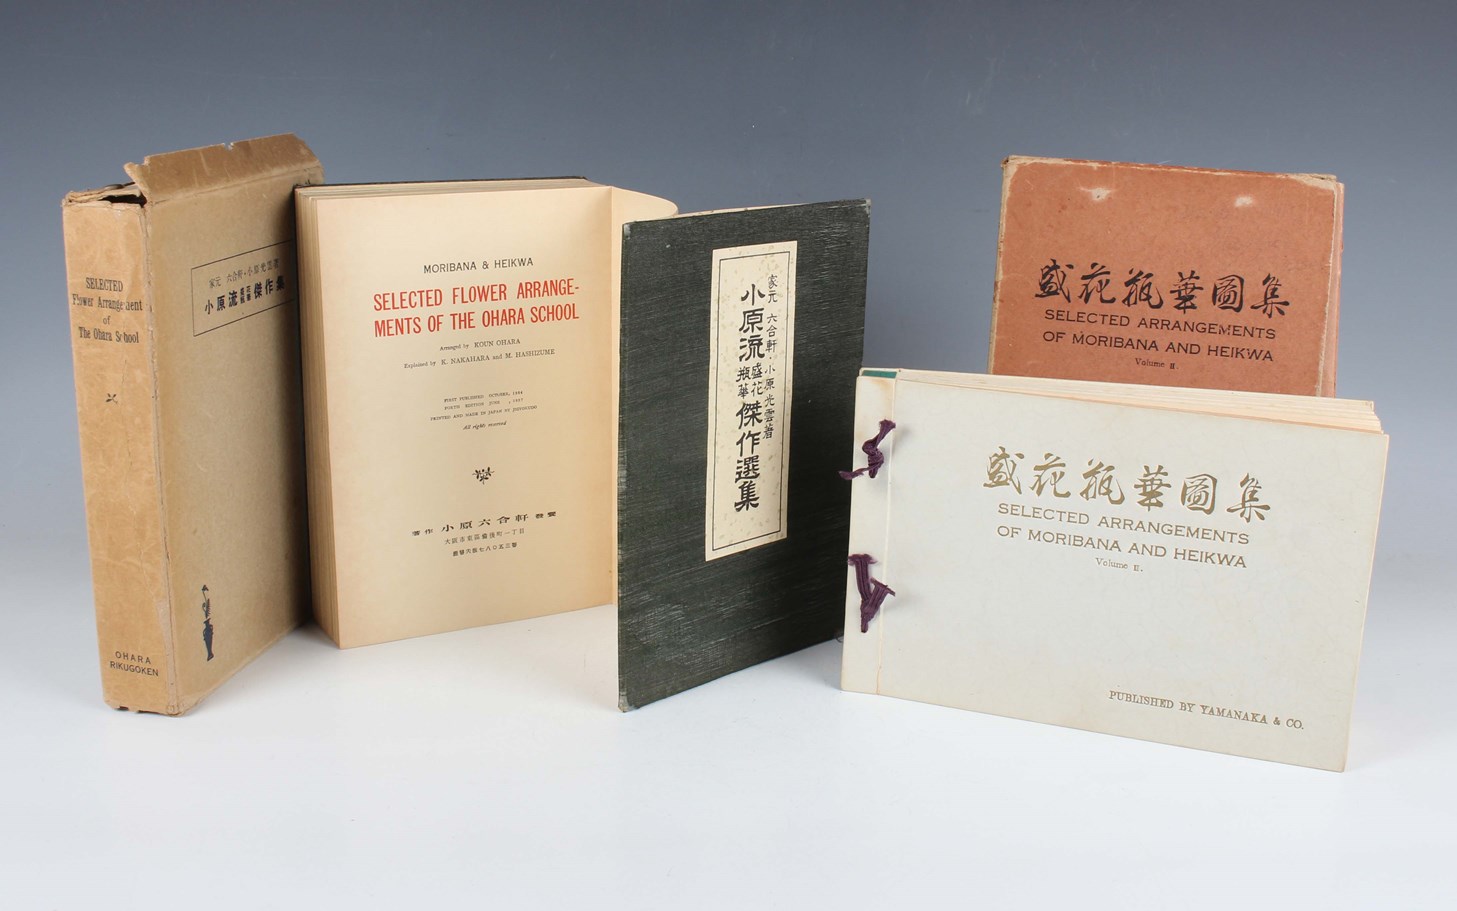 SELECTED
Flower Arrangement
of
The Ohara School
OHARA
RIKUGOKEN
家元 六合軒・小原光雲著
小原流盛花瓶華傑作選集
MORIBANA & HEIKWA
SELECTED FLOWER ARRANGE-
MENTS OF THE OHARA SCHOOL
Arranged by KOUN OHARA
Explained by K. NAKAHARA and M. HASHIZUME
All rights reserved
著作 小原六合軒
家元 六合軒・小原光雲著
小原流盛花瓶華傑作選集
盛花瓶華圖集
SELECTED ARRANGEMENTS
OF MORIBANA AND HEIKWA
Volume II.
盛花瓶華圖集
SELECTED ARRANGEMENTS
OF MORIBANA AND HEIKWA
Volume II.
PUBLISHED BY YAMANAKA & CO.